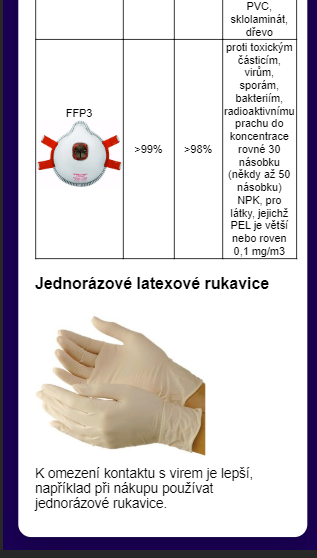 PVC,
sklolaminát,
dřevo
FFP3
>99%
>98%
proti toxickým
částicím,
virům,
sporám,
bakteriím,
radioaktivnímu
prachu do
koncentrace
rovné 30
násobku
(někdy až 50
násobku)
NPK, pro
látky, jejichž
PEL je větší
nebo roven
0,1 mg/m3
Jednorázové latexové rukavice
K omezení kontaktu s virem je lepší,
například při nákupu používat
jednorázové rukavice.